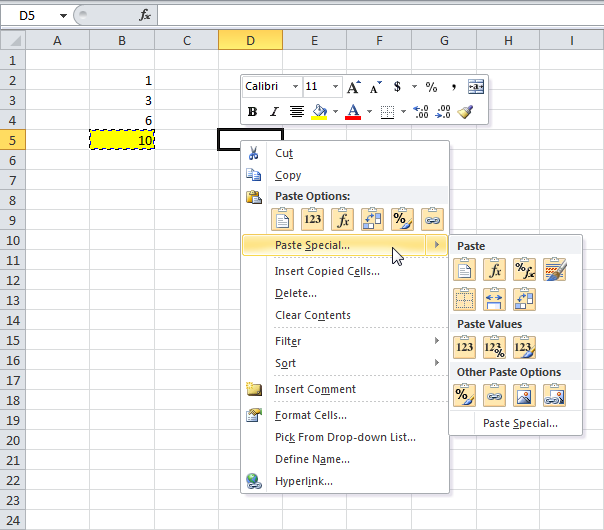 D5 fx
A B C D E F G H I
1
2 1
3 3
4 6
5 10
6
7
8
9
10
11
12
13
14
15
16
17
18
19
20
21
22
23
24
Calibri 11 A A $ % ,
B I A .00 .0
Cut
Copy
Paste Options:
123 fx %
Paste Special...
Insert Copied Cells...
Delete...
Clear Contents
Filter
Sort
Insert Comment
Format Cells...
Pick From Drop-down List...
Define Name...
Hyperlink...
Paste
fx %fx
Paste Values
123 123% 123
Other Paste Options
%
Paste Special...